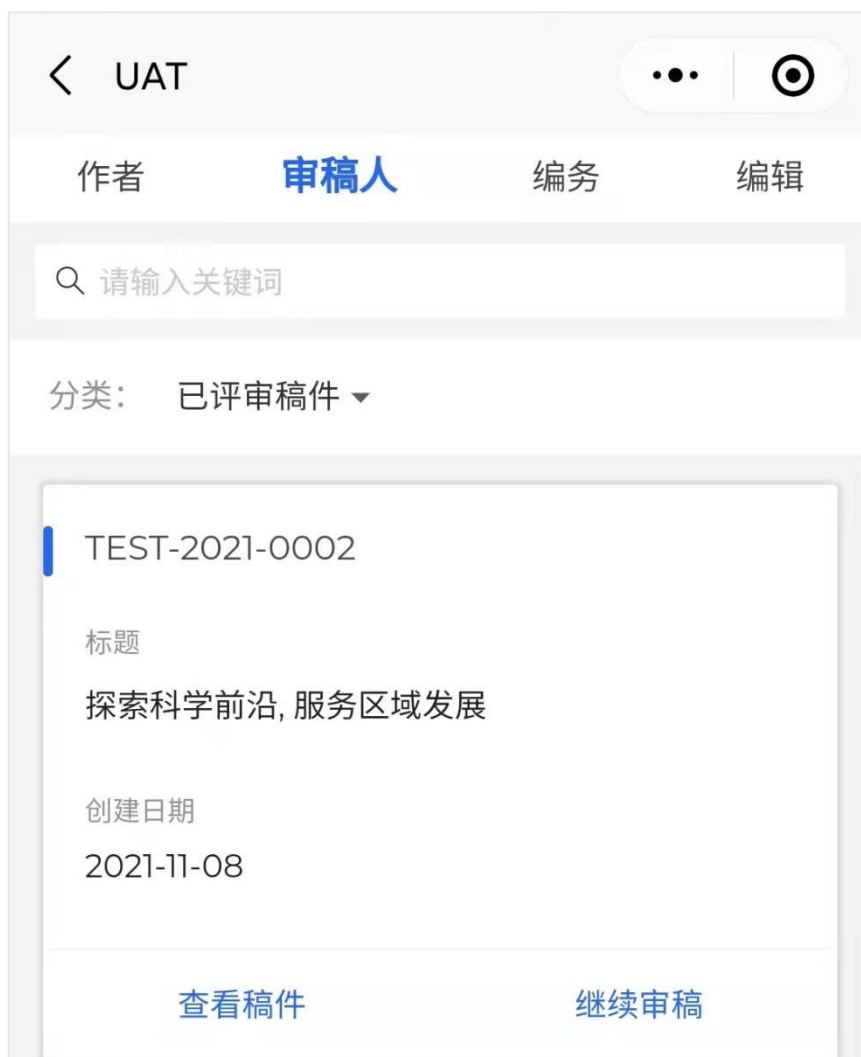 UAT
作者 审稿人 编务 编辑
请输入关键词
分类: 已评审稿件
TEST-2021-0002
标题
探索科学前沿, 服务区域发展
创建日期
2021-11-08
查看稿件 继续审稿